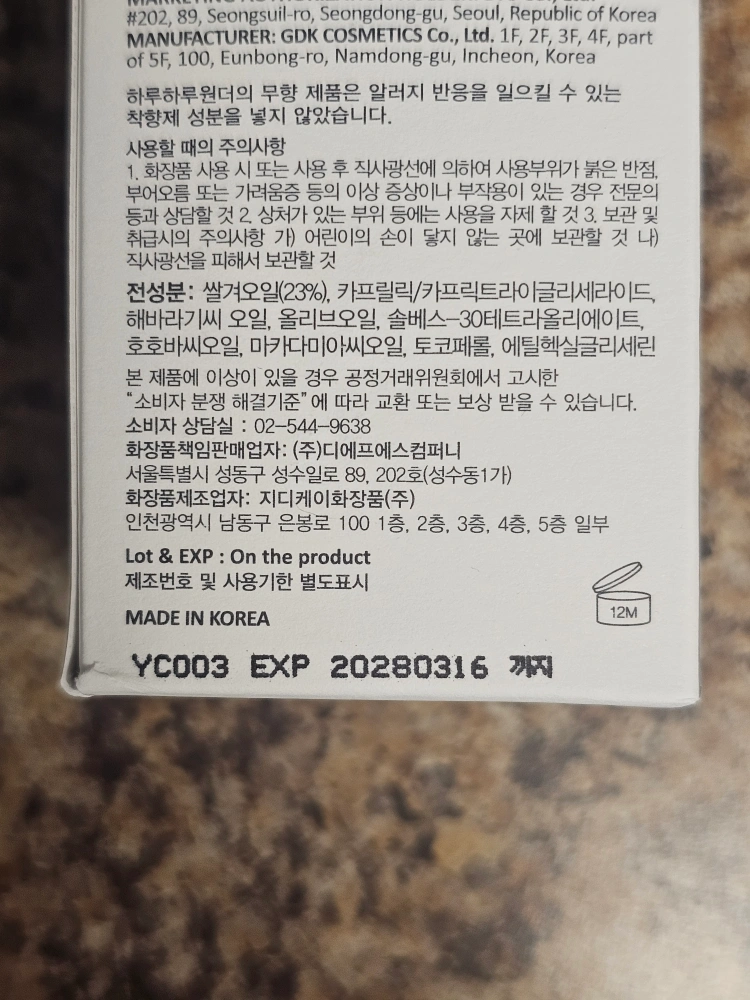 #202, 89, Seongsuil-ro, Seongdong-gu, Seoul, Republic of Korea
MANUFACTURER: GDK COSMETICS Co., Ltd. 1F, 2F, 3F, 4F, part
of 5F, 100, Eunbong-ro, Namdong-gu, Incheon, Korea
하루하루원더의 무향 제품은 알러지 반응을 일으킬 수 있는
착향제 성분을 넣지 않았습니다.
사용할 때의 주의사항
1. 화장품 사용 시 또는 사용 후 직사광선에 의하여 사용부위가 붉은 반점,
부어오름 또는 가려움증 등의 이상 증상이나 부작용이 있는 경우 전문의
등과 상담할 것 2. 상처가 있는 부위 등에는 사용을 자제 할 것 3. 보관 및
취급시의 주의사항 가) 어린이의 손이 닿지 않는 곳에 보관할 것 나)
직사광선을 피해서 보관할 것
전성분: 쌀겨오일(23%), 카프릴릭/카프릭트라이글리세라이드,
해바라기씨 오일, 올리브오일, 솔베스-30테트라올리에이트,
호호바씨오일, 마카다미아씨오일, 토코페롤, 에틸헥실글리세린
본 제품에 이상이 있을 경우 공정거래위원회에서 고시한
“소비자 분쟁 해결기준”에 따라 교환 또는 보상 받을 수 있습니다.
소비자 상담실 : 02-544-9638
화장품책임판매업자: (주)디에프에스컴퍼니
서울특별시 성동구 성수일로 89, 202호(성수동1가)
화장품제조업자: 지디케이화장품(주)
인천광역시 남동구 은봉로 100 1층, 2층, 3층, 4층, 5층 일부
Lot & EXP : On the product
제조번호 및 사용기한 별도표시
12M
MADE IN KOREA
YC003 EXP 20280316 까지